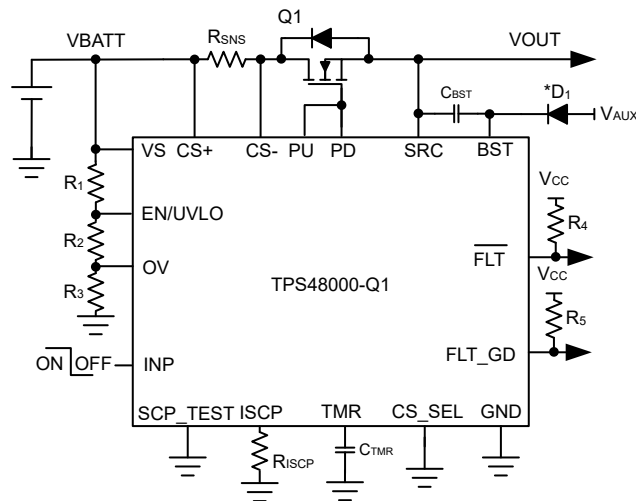 Q1
VBATT
RSNS
VOUT
CBST
*D1
VAUX
VS
CS+
CS-
PU
PD
SRC
BST
R1
EN/UVLO
R2
OV
R3
TPS48000-Q1
VCC
R4
FLT
VCC
R5
FLT_GD
ON OFF
INP
SCP_TEST
ISCP
TMR
CS_SEL
GND
RISCP
CTMR